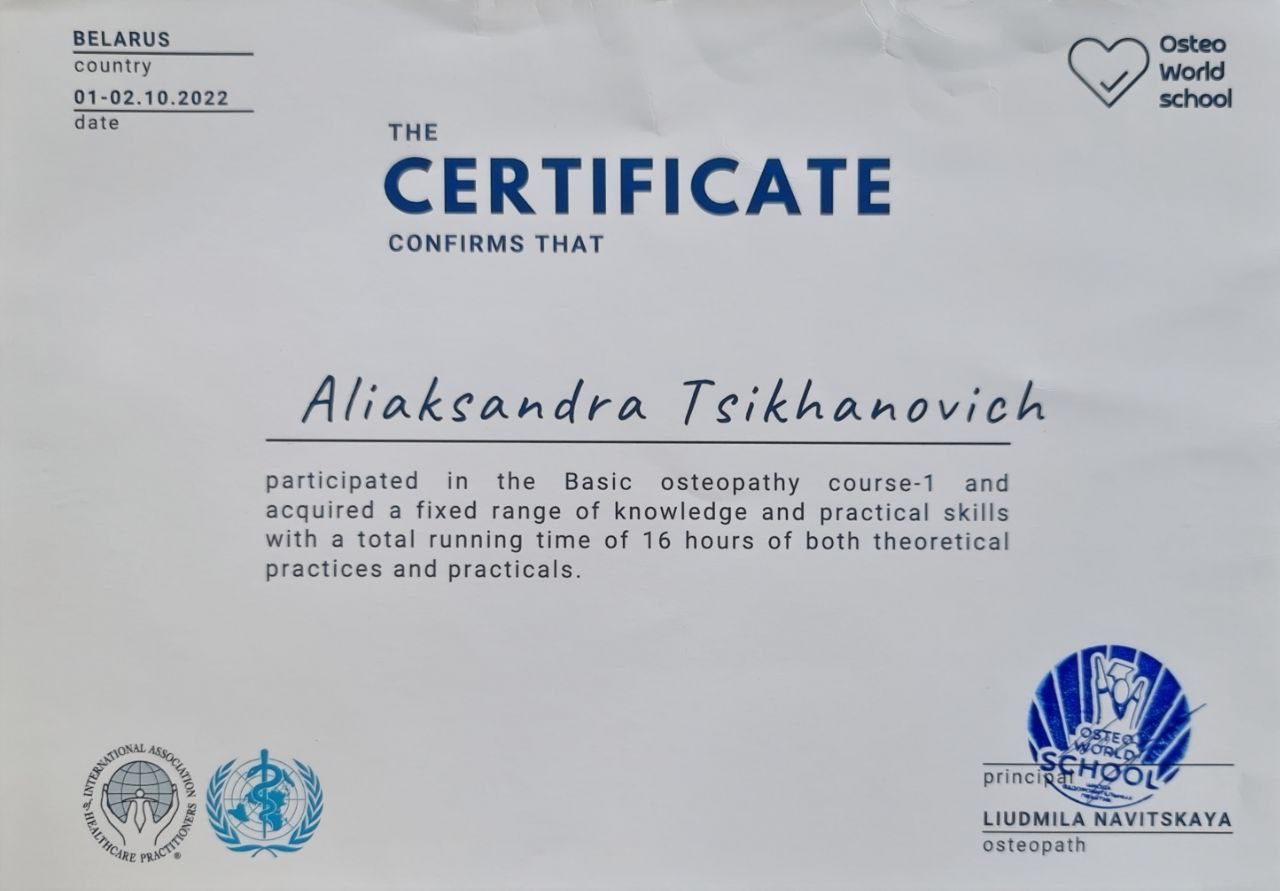 BELARUS
country
01-02.10.2022
date
Osteo
World
school
THE
CERTIFICATE
CONFIRMS THAT
Aliaksandra Tsikhanovich
participated in the Basic osteopathy course-1 and
acquired a fixed range of knowledge and practical skills
with a total running time of 16 hours of both theoretical
practices and practicals.
INTERNATIONAL ASSOCIATION
HEALTHCARE PRACTITIONERS
®
OSTEO
WORLD
SCHOOL
principal
LIUDMILA NAVITSKAYA
osteopath